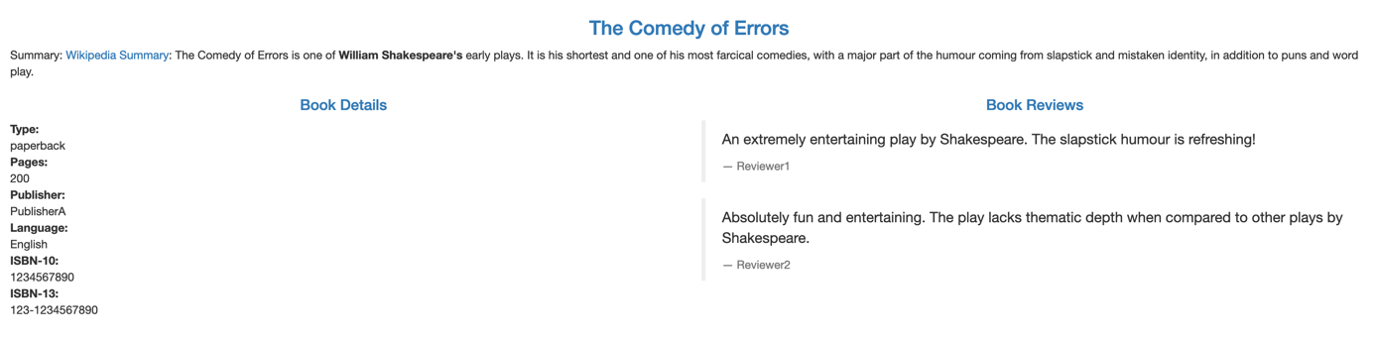 The Comedy of Errors
Summary: Wikipedia Summary: The Comedy of Errors is one of William Shakespeare's early plays. It is his shortest and one of his most farcical comedies, with a major part of the humour coming from slapstick and mistaken identity, in addition to puns and word
play.
Book Details
Type:
paperback
Pages:
200
Publisher:
PublisherA
Language:
English
ISBN-10:
1234567890
ISBN-13:
123-1234567890
Book Reviews
An extremely entertaining play by Shakespeare. The slapstick humour is refreshing!
— Reviewer1
Absolutely fun and entertaining. The play lacks thematic depth when compared to other plays by
Shakespeare.
— Reviewer2